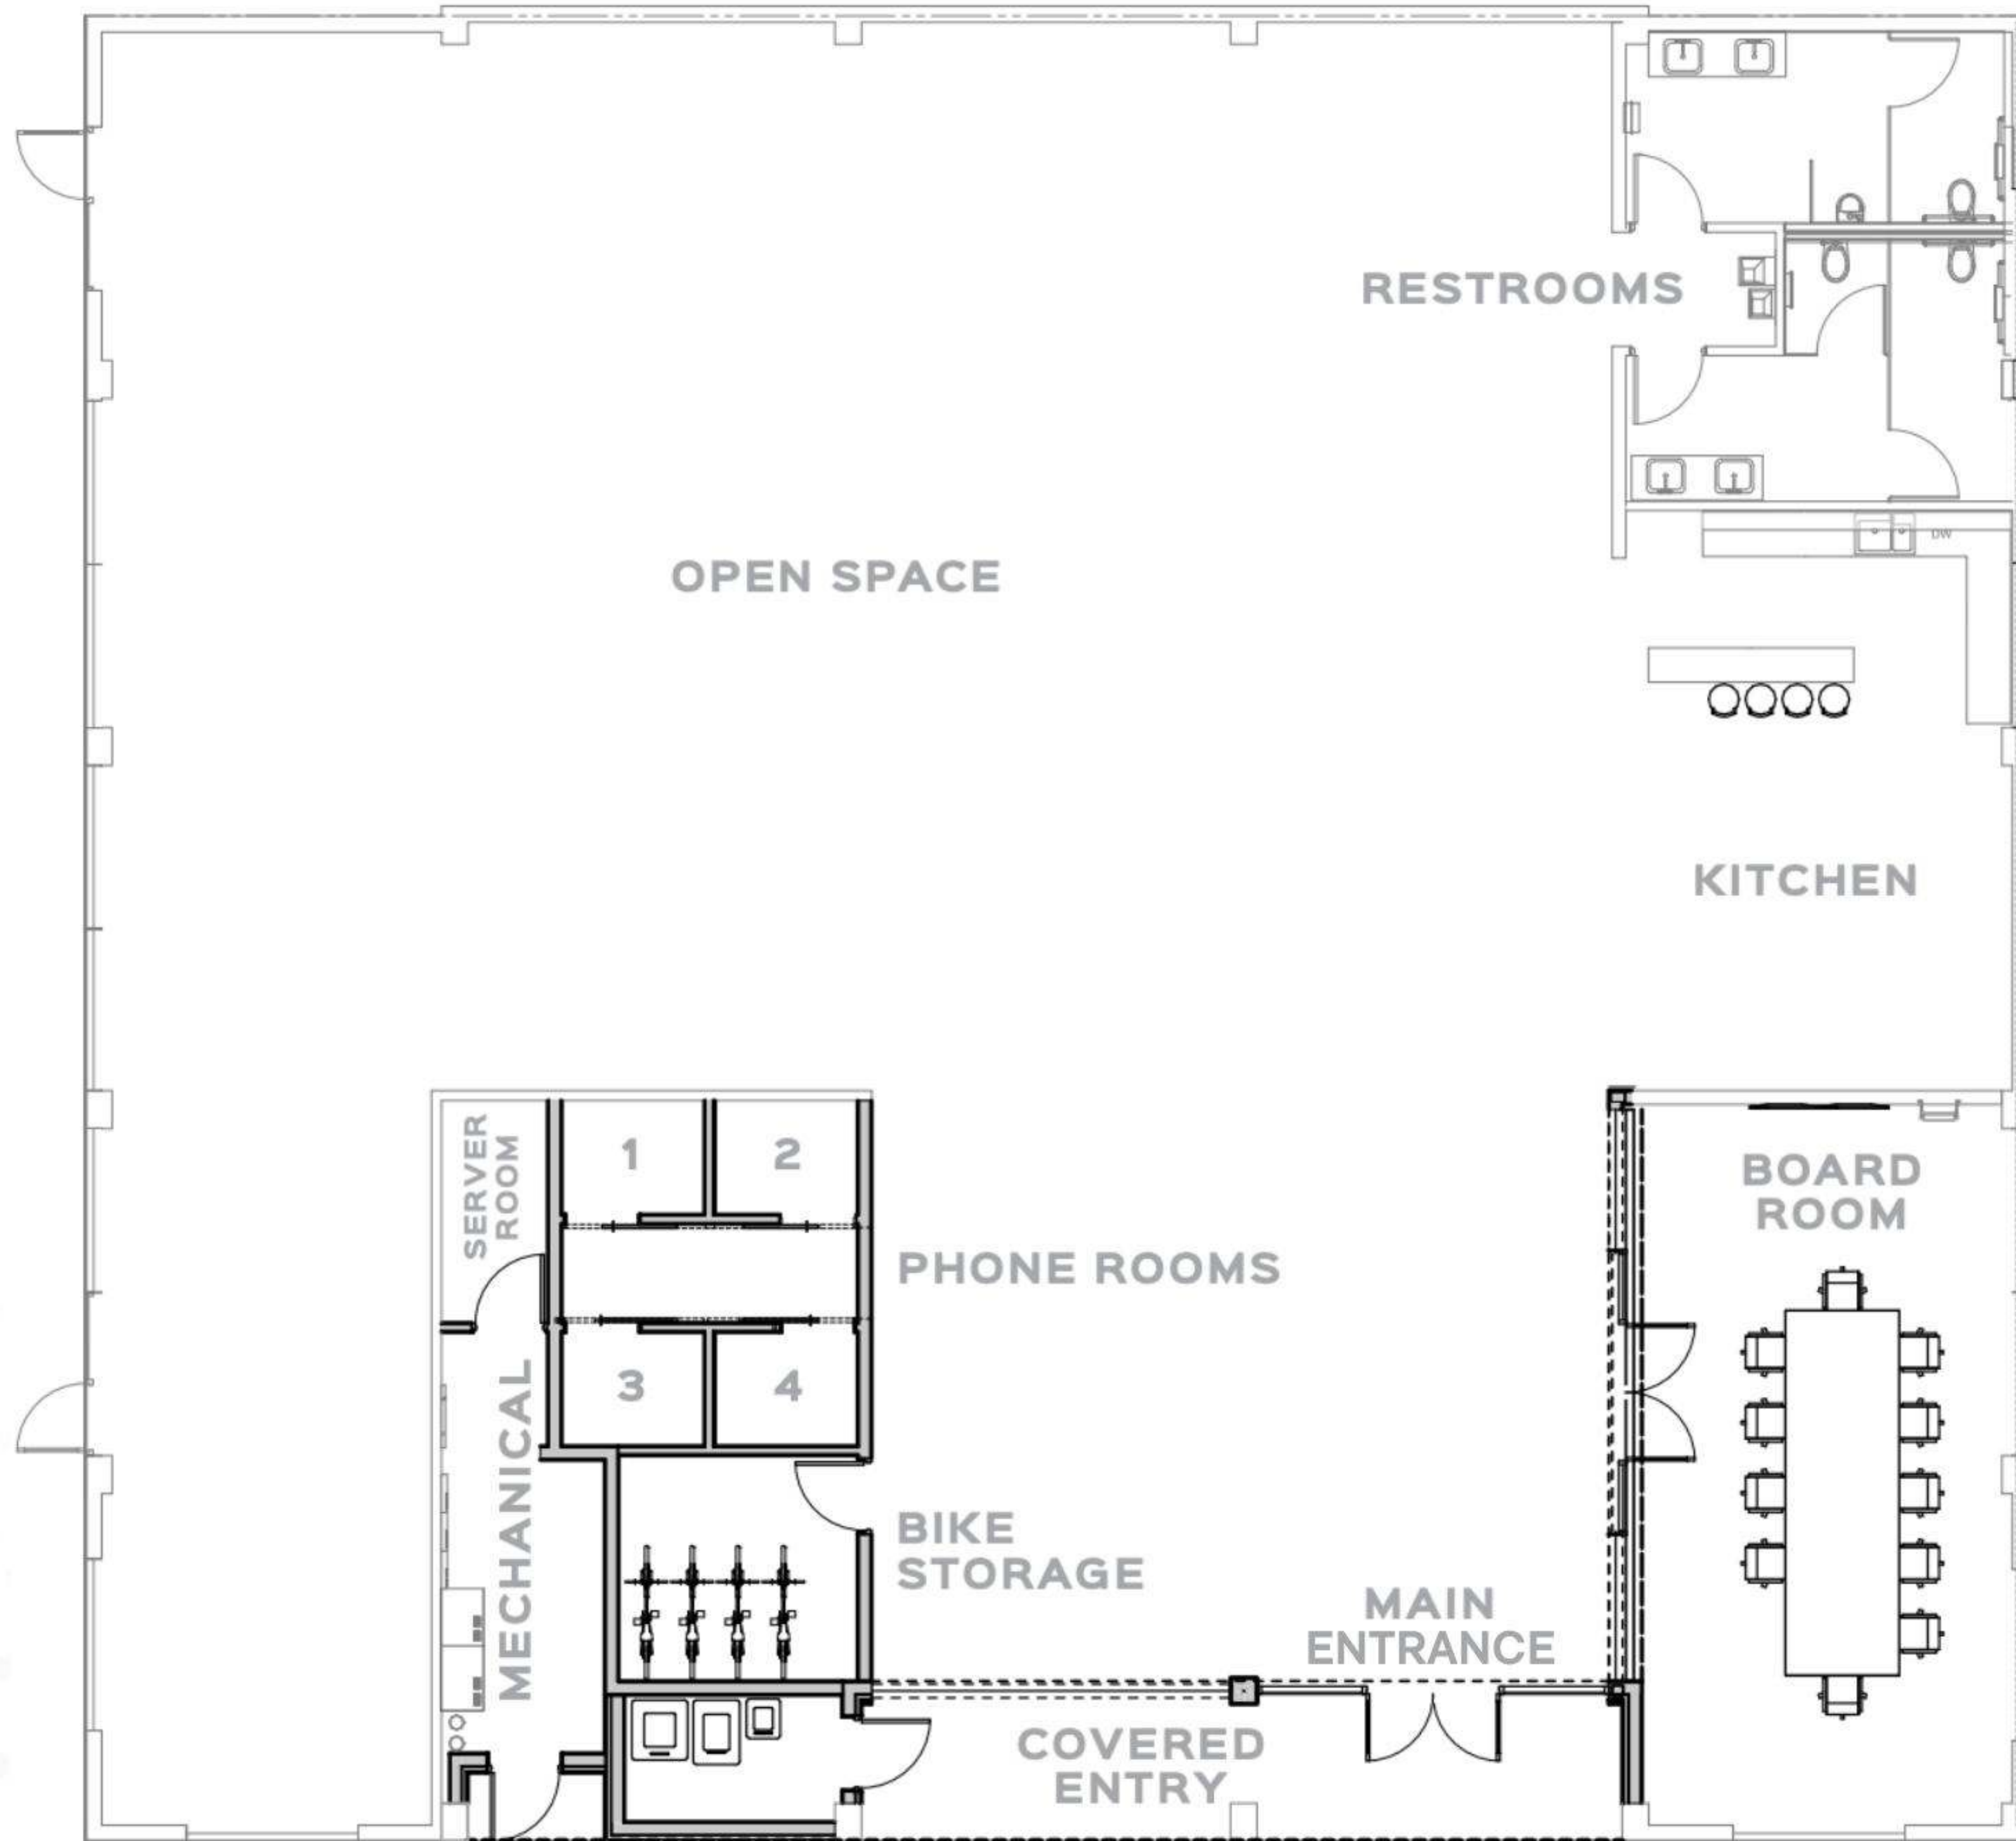 RESTROOMS
OPEN SPACE
DW
KITCHEN
SERVER
ROOM
1
2
BOARD
ROOM
PHONE ROOMS
3
4
MECHANICAL
BIKE
STORAGE
MAIN
ENTRANCE
COVERED
ENTRY